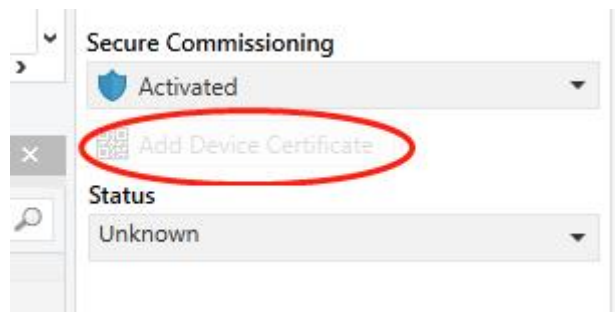 Secure Commissioning
Activated
Add Device Certificate
Status
Unknown